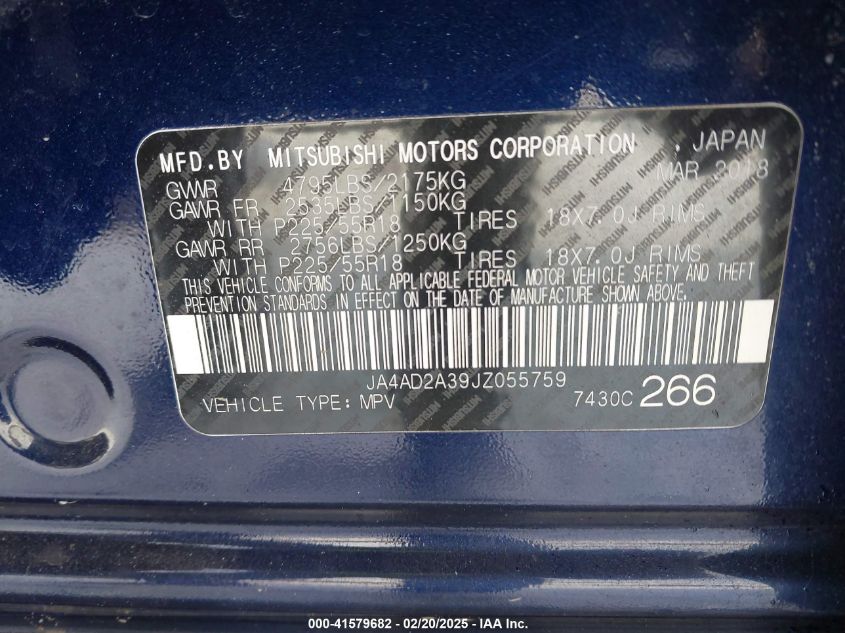 MFD.BY MITSUBISHI MOTORS CORPORATION , JAPAN
GVWR 4795LBS/2175KG MAR 2018
GAWR FR 2535LBS/1150KG
WITH P225/55R18 TIRES 18X7.0J RIMS
GAWR RR 2756LBS/1250KG
WITH P225/55R18 TIRES 18X7.0J RIMS
THIS VEHICLE CONFORMS TO ALL APPLICABLE FEDERAL MOTOR VEHICLE SAFETY AND THEFT
PREVENTION STANDARDS IN EFFECT ON THE DATE OF MANUFACTURE SHOWN ABOVE.
JA4AD2A39JZ055759
VEHICLE TYPE: MPV 7430C 266
000-41579682 - 02/20/2025 - IAA Inc.